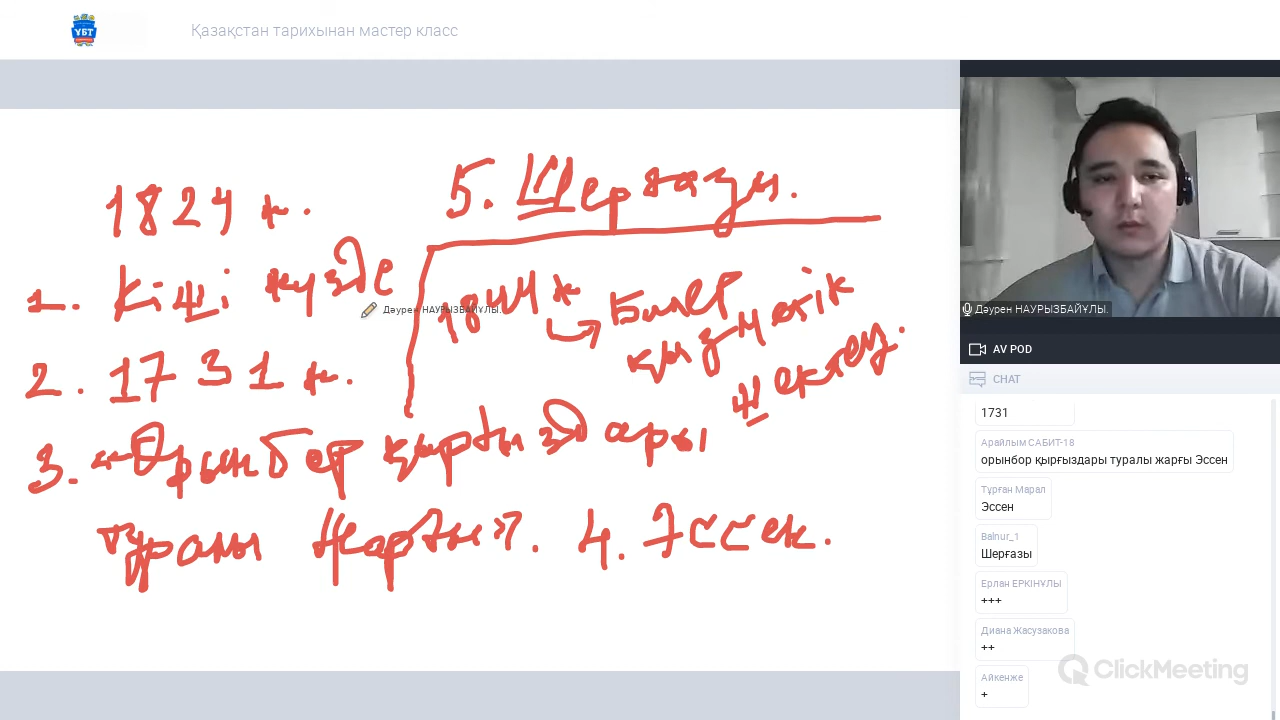 ҰБТ
Қазақстан тарихынан мастер класс
1824 ж.
5. Шерғазы.
1. Кіші жүзде
1844 ж
Билер
қызметік
шектеу.
2. 1731 ж.
3. «Орынбор қырғыздары
туралы Жарғы». 4. Эссен.
Дәурен НАУРЫЗБАЙҰЛЫ.
Дәурен НАУРЫЗБАЙҰЛЫ.
AV POD
CHAT
1731
Арайлым САБИТ-18
орынбор қырғыздары туралы жарғы Эссен
Тұрған Марал
Эссен
Balnur_1
Шерғазы
Ерлан ЕРКІНҰЛЫ
+++
Диана Жасузакова
++
Айкенже
+
ClickMeeting